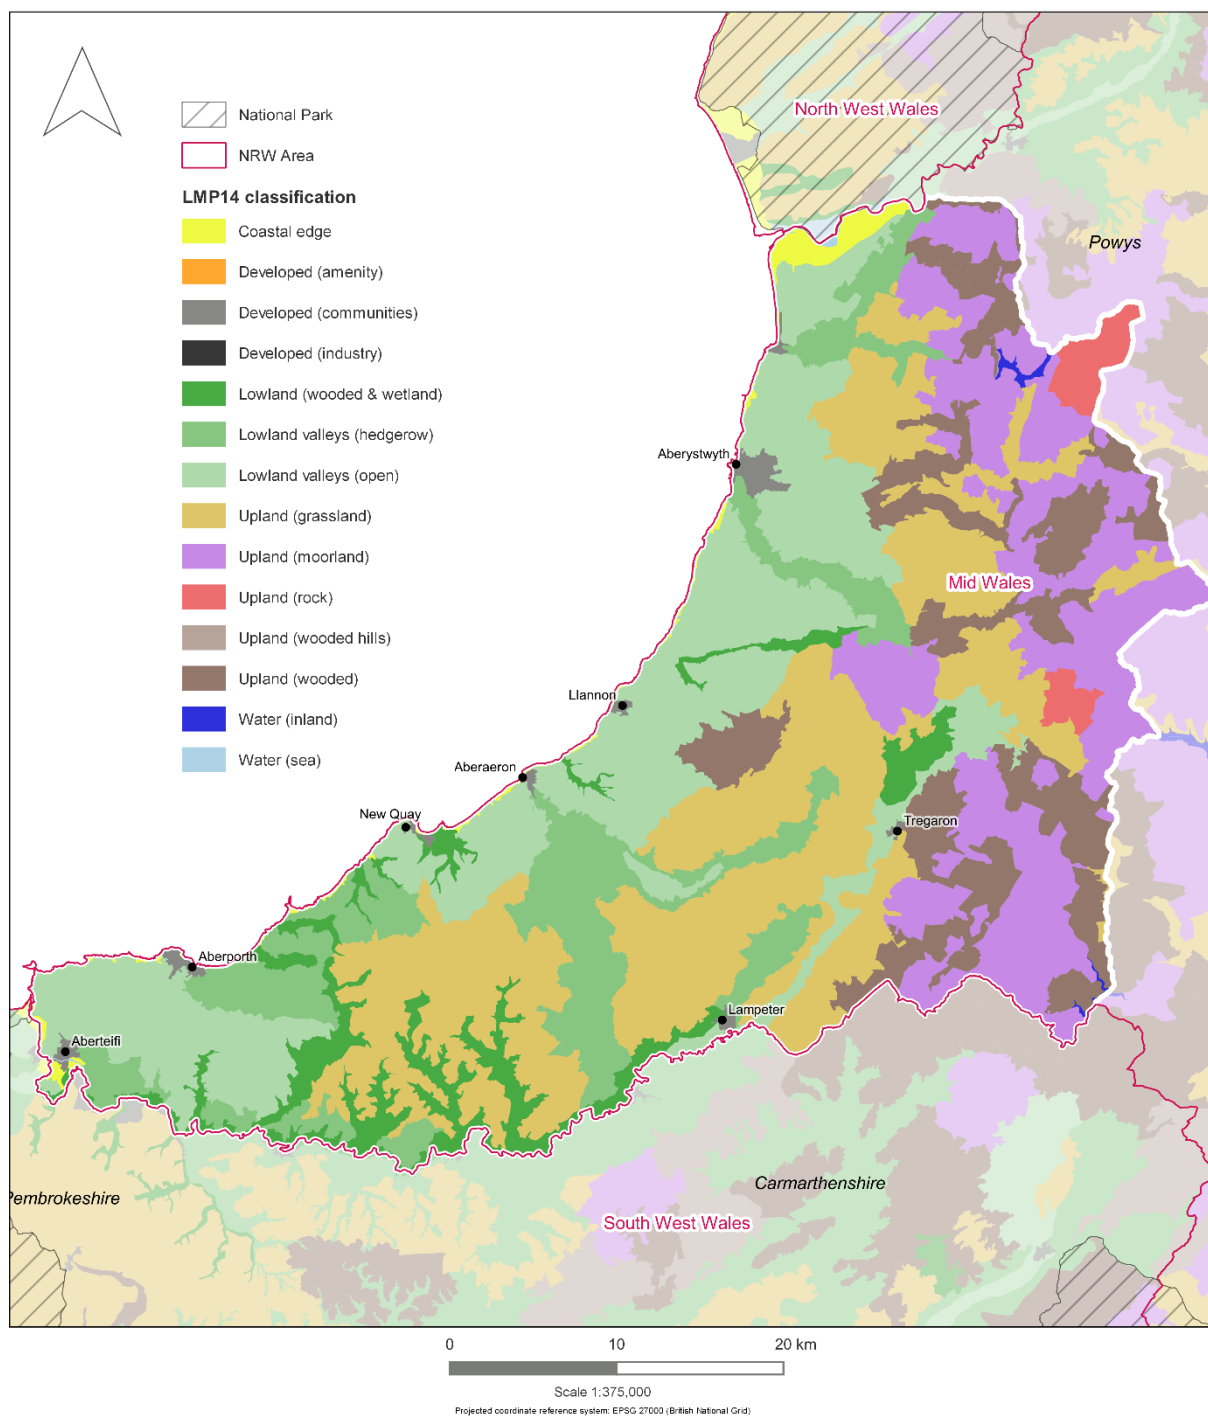 National Park
NRW Area
LMP14 classification
Coastal edge
Developed (amenity)
Developed (communities)
Developed (industry)
Lowland (wooded & wetland)
Lowland valleys (hedgerow)
Lowland valleys (open)
Upland (grassland)
Upland (moorland)
Upland (rock)
Upland (wooded hills)
Upland (wooded)
Water (inland)
Water (sea)
North West Wales
Powys
Aberystwyth
Mid Wales
Llannon
Aberaeron
New Quay
Tregaron
Aberporth
Lampeter
Aberteifi
Pembrokeshire
Carmarthenshire
South West Wales
0 10 20 km
Scale 1:375,000
Projected coordinate reference system: EPSG 27000 (British National Grid)